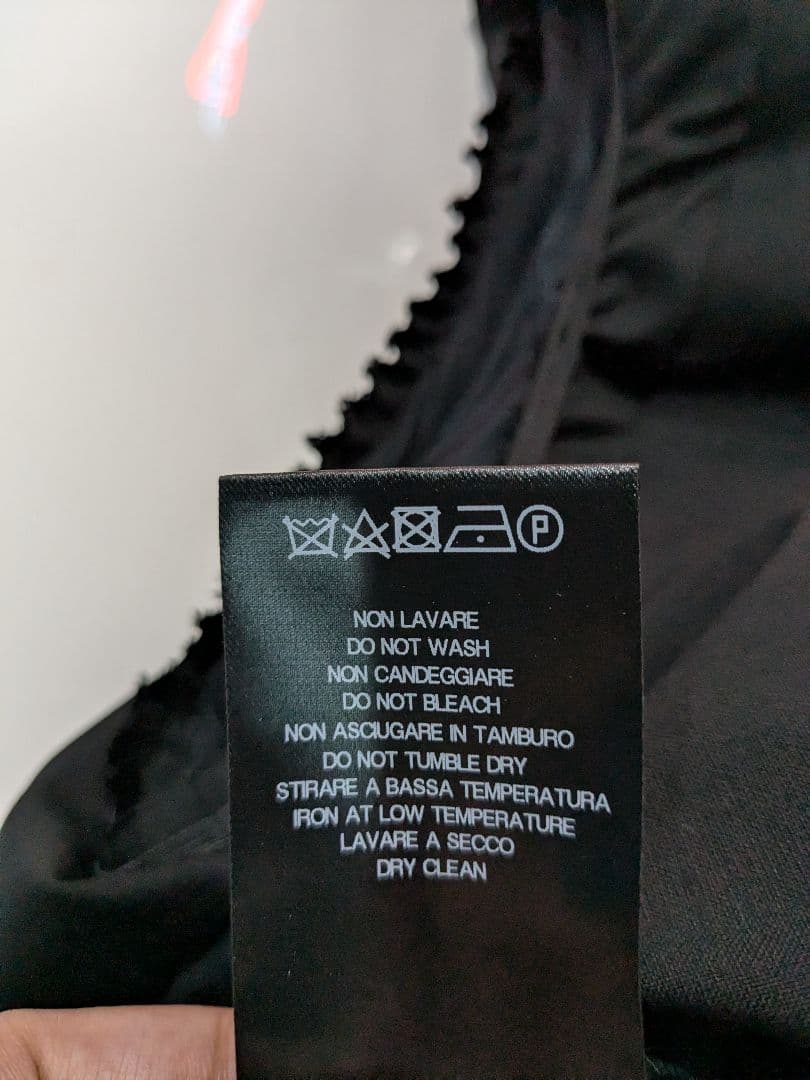 P
NON LAVARE
DO NOT WASH
NON CANDEGGIARE
DO NOT BLEACH
NON ASCIUGARE IN TAMBURO
DO NOT TUMBLE DRY
STIRARE A BASSA TEMPERATURA
IRON AT LOW TEMPERATURE
LAVARE A SECCO
DRY CLEAN